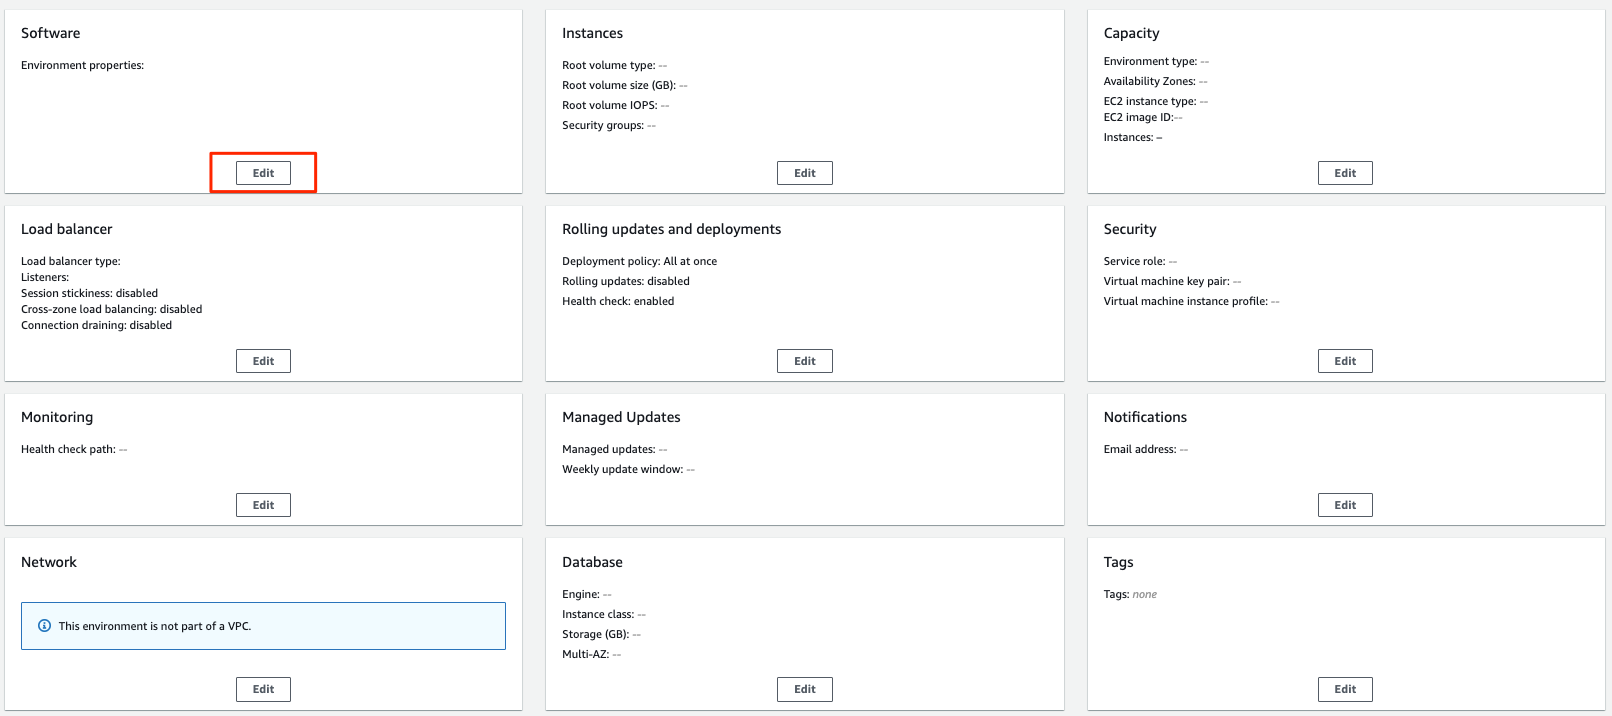 Software
Environment properties:
Edit
Instances
Root volume type: --
Root volume size (GB): --
Root volume IOPS: --
Security groups: --
Edit
Capacity
Environment type: --
Availability Zones: --
EC2 instance type: --
EC2 image ID:--
Instances: –
Edit
Load balancer
Load balancer type:
Listeners:
Session stickiness: disabled
Cross-zone load balancing: disabled
Connection draining: disabled
Edit
Rolling updates and deployments
Deployment policy: All at once
Rolling updates: disabled
Health check: enabled
Edit
Security
Service role: --
Virtual machine key pair: --
Virtual machine instance profile: --
Edit
Monitoring
Health check path: --
Edit
Managed Updates
Managed updates: --
Weekly update window: --
Notifications
Email address: --
Edit
Network
This environment is not part of a VPC.
Edit
Database
Engine: --
Instance class: --
Storage (GB): --
Multi-AZ: --
Edit
Tags
Tags: none
Edit